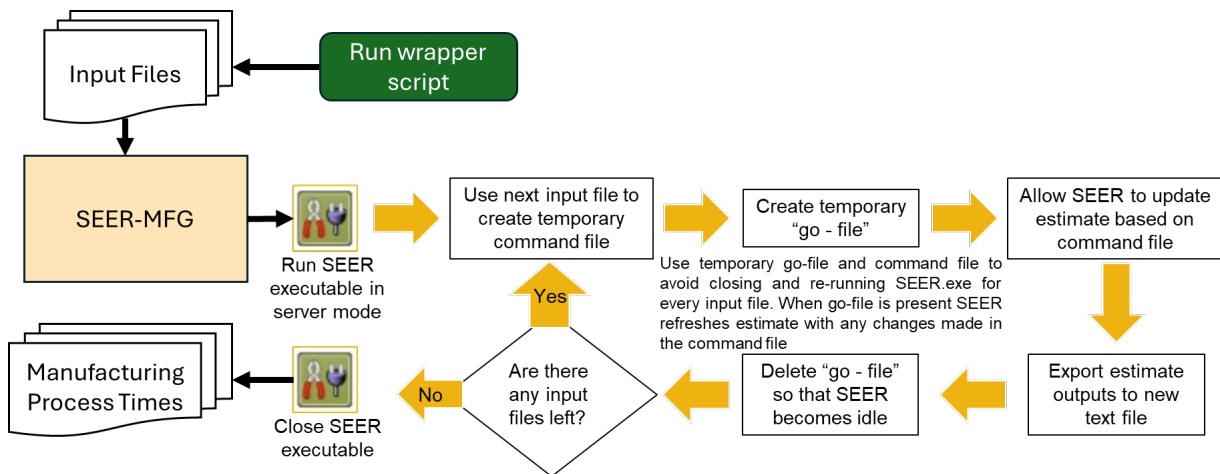 Input Files
Run wrapper
script
SEER-MFG
Run SEER
executable in
server mode
Use next input file to
create temporary
command file
Create temporary
“go - file”
Allow SEER to update
estimate based on
command file
Use temporary go-file and command file to
avoid closing and re-running SEER.exe for
every input file. When go-file is present SEER
refreshes estimate with any changes made in
the command file
Export estimate
outputs to new
text file
Delete “go - file”
so that SEER
becomes idle
Are there
any input
files left?
Yes
No
Close SEER
executable
Manufacturing
Process Times